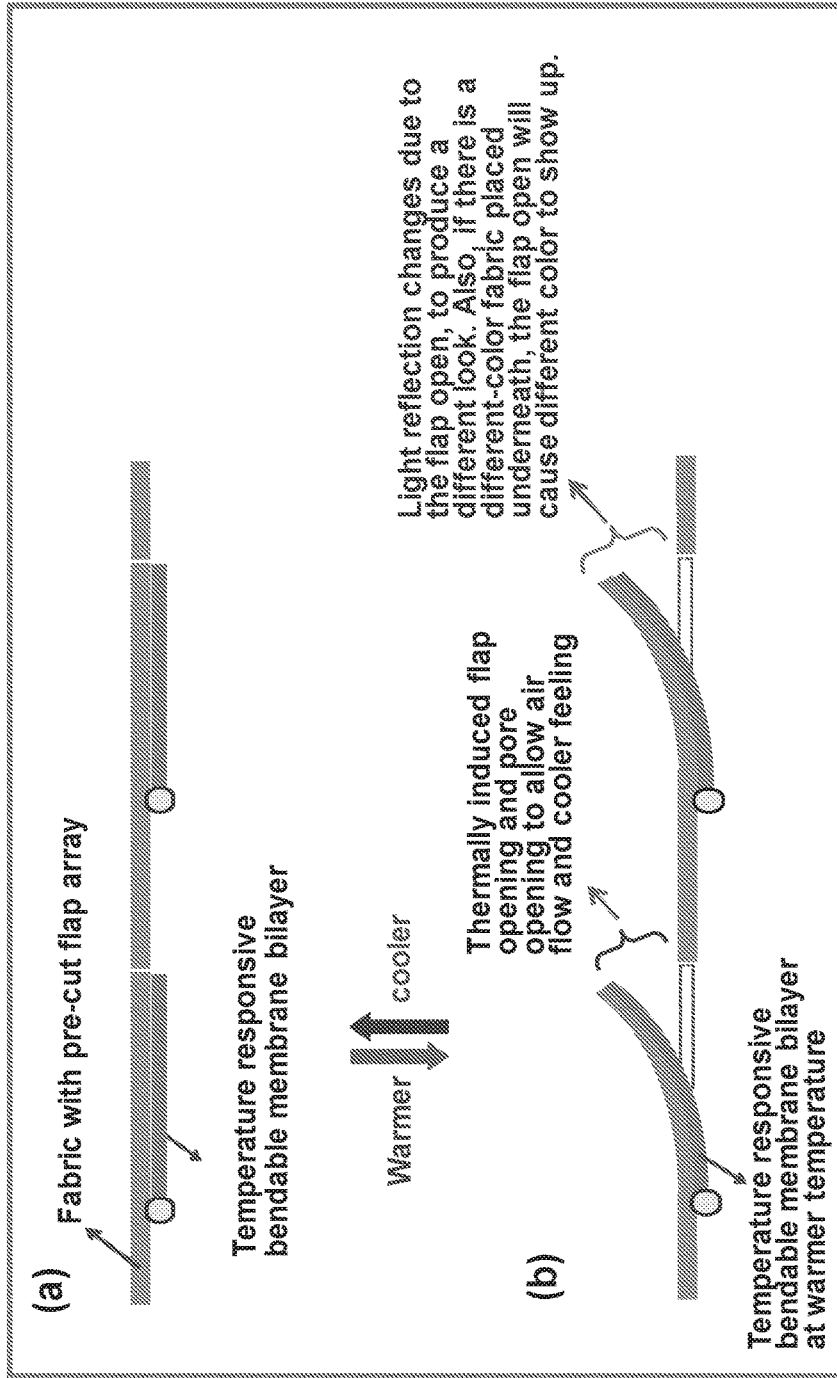 (a)
Fabric with pre-cut flap array
Temperature responsive
bendable membrane bilayer
Warmer
cooler
(b)
Thermally induced flap
opening and pore
opening to allow air
flow and cooler feeling
Light reflection changes due to
the flap open, to produce a
different look. Also, if there is a
different-color fabric placed
underneath, the flap open will
cause different color to show up.
Temperature responsive
bendable membrane bilayer
at warmer temperature